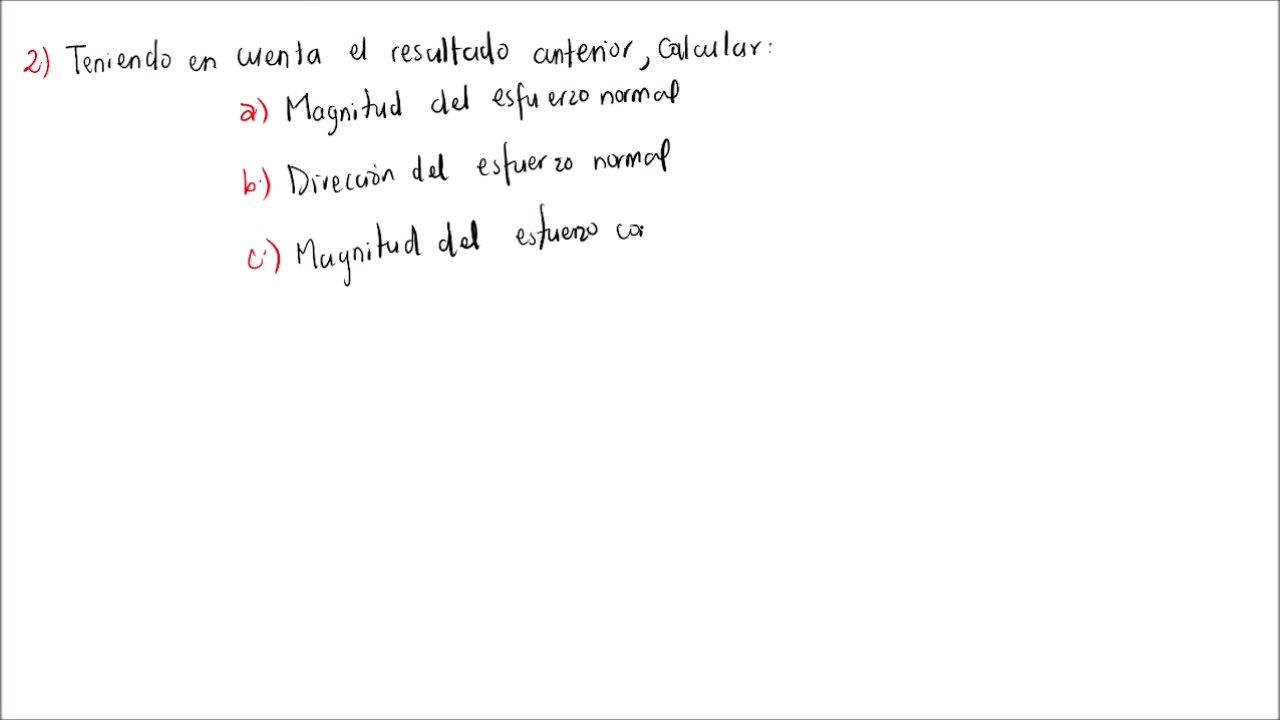 2) Teniendo en cuenta el resultado anterior, Calcular:
a) Magnitud del esfuerzo normal
b.) Dirección del esfuerzo normal
c.) Magnitud del esfuerzo co